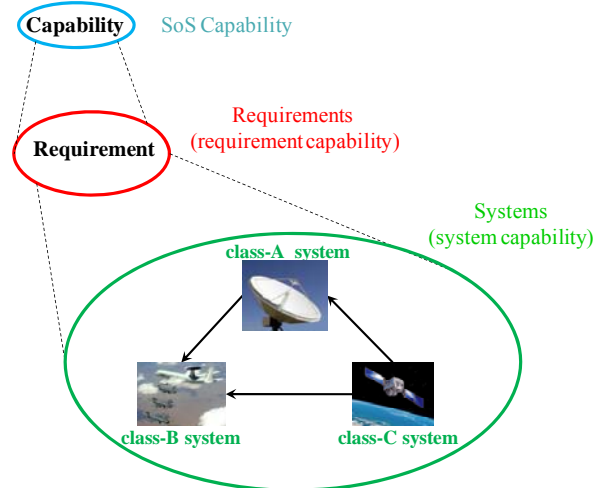 Capability
SoS Capability
Requirements
(requirement capability)
Requirement
Systems
(system capability)
class-A system
class-B system
class-C system